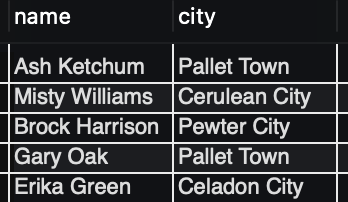 name city
Ash Ketchum Pallet Town
Misty Williams Cerulean City
Brock Harrison Pewter City
Gary Oak Pallet Town
Erika Green Celadon City